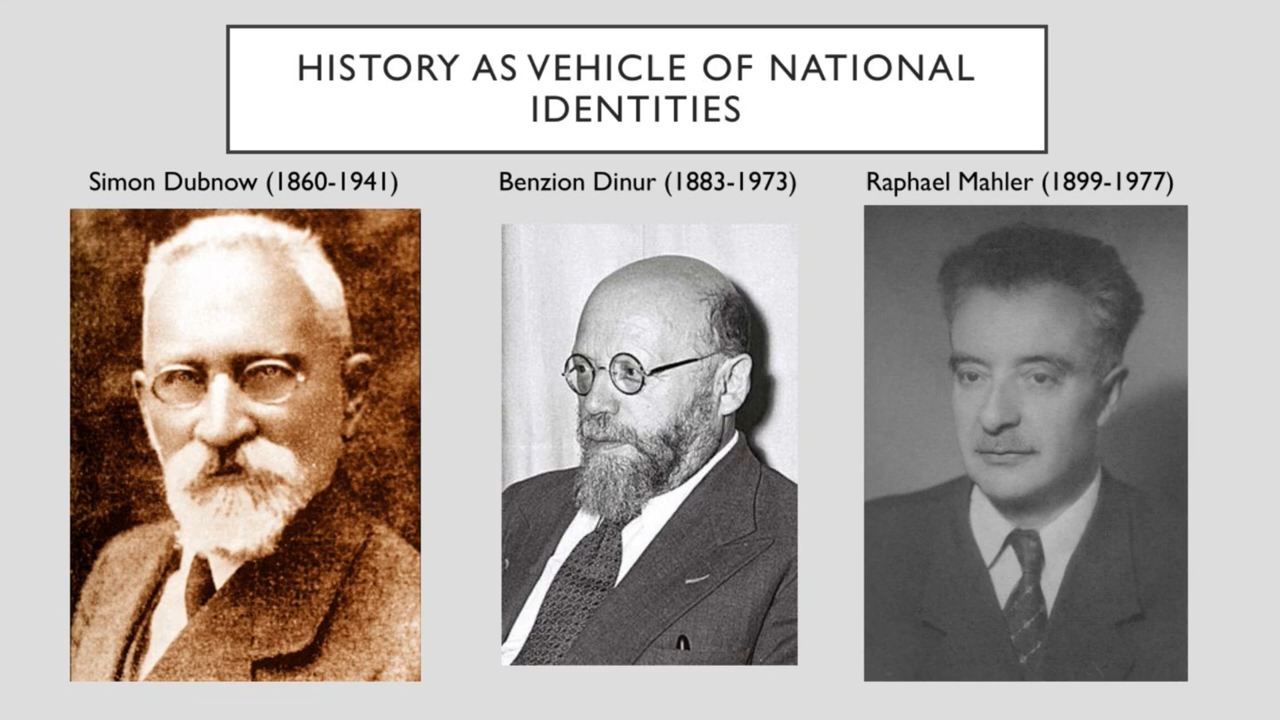 HISTORY AS VEHICLE OF NATIONAL
IDENTITIES
Simon Dubnow (1860-1941)
Benzion Dinur (1883-1973)
Raphael Mahler (1899-1977)